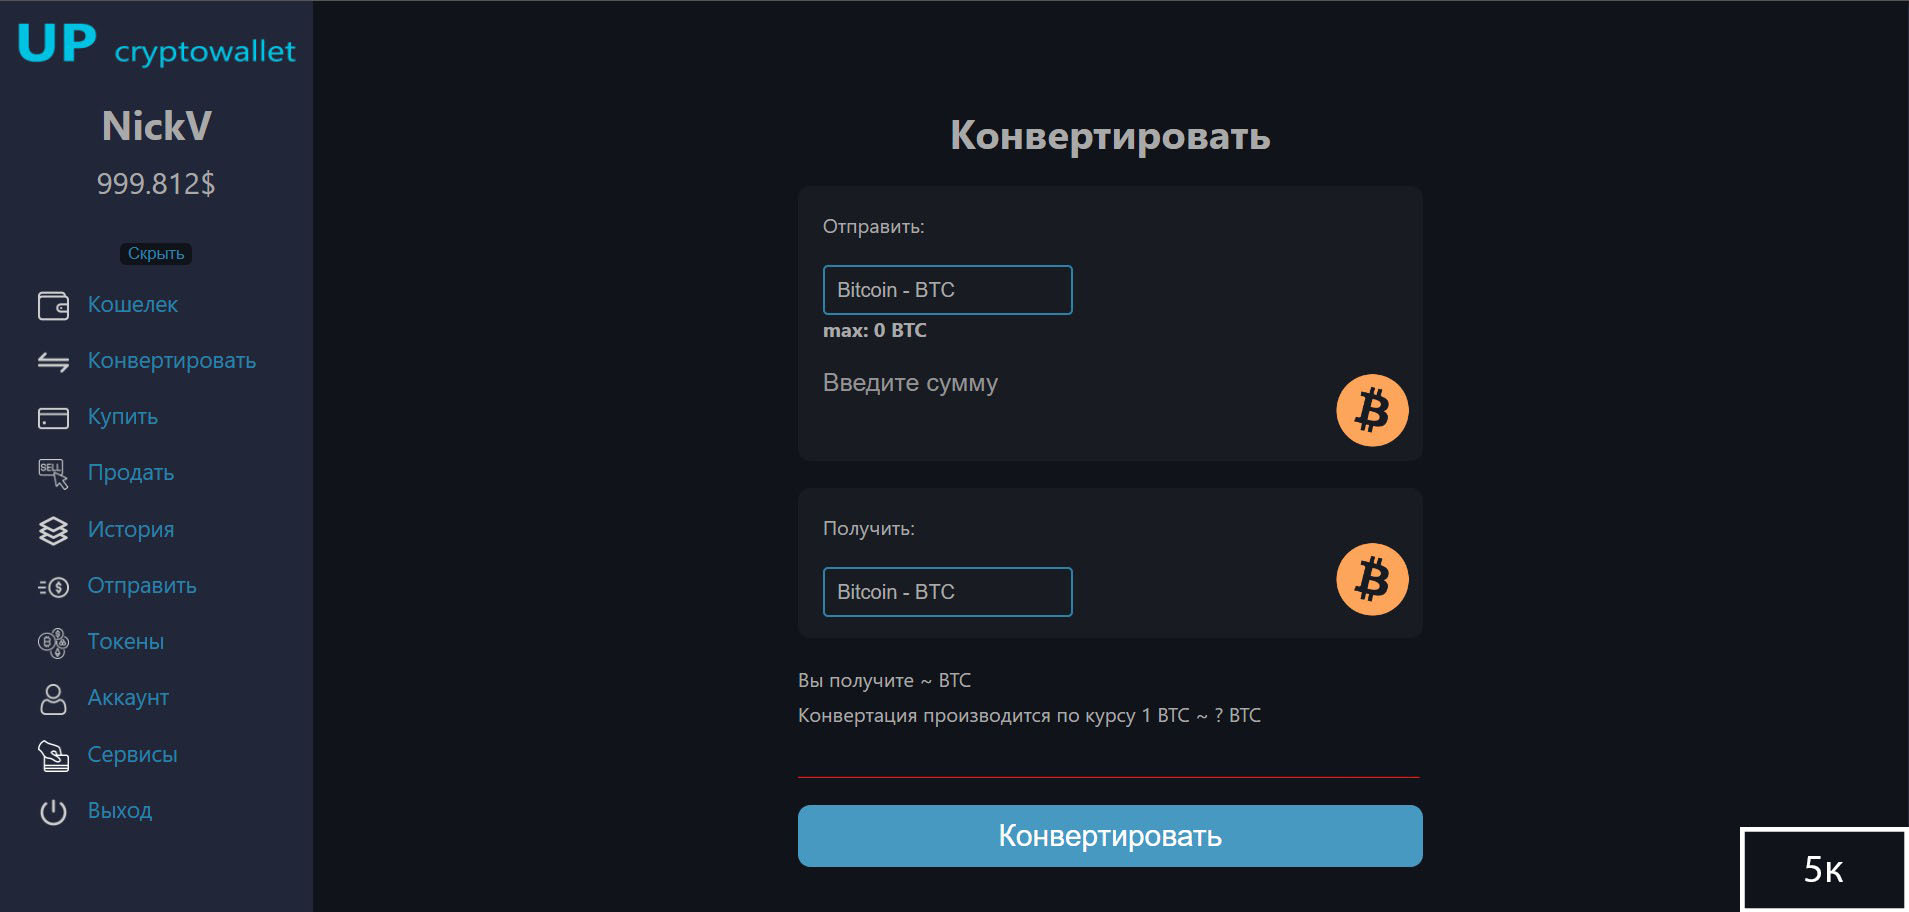 UP cryptowallet
NickV
999.812$
Скрыть
Кошелек
Конвертировать
Купить
SELL
Продать
История
Отправить
Токены
Аккаунт
Сервисы
Выход
Конвертировать
Отправить:
Bitcoin - BTC
max: 0 BTC
Введите сумму
Получить:
Bitcoin - BTC
Вы получите ~ BTC
Конвертация производится по курсу 1 BTC ~ ? BTC
Конвертировать
5к